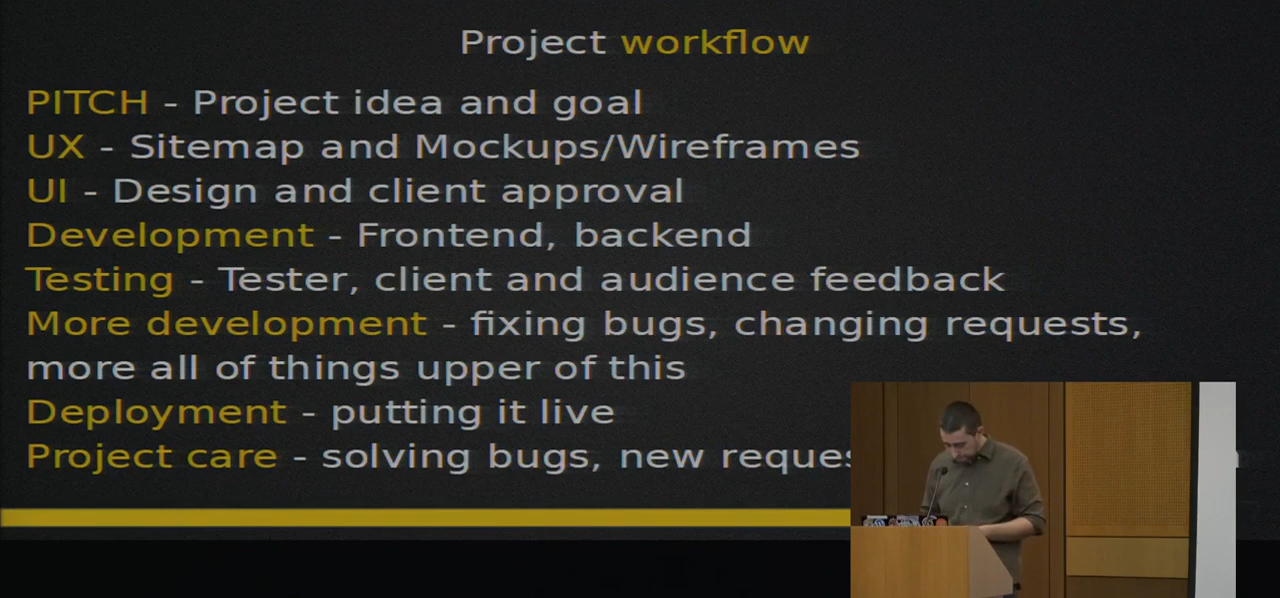 Project workflow
PITCH - Project idea and goal
UX - Sitemap and Mockups/Wireframes
UI - Design and client approval
Development - Frontend, backend
Testing - Tester, client and audience feedback
More development - fixing bugs, changing requests,
more all of things upper of this
Deployment - putting it live
Project care - solving bugs, new